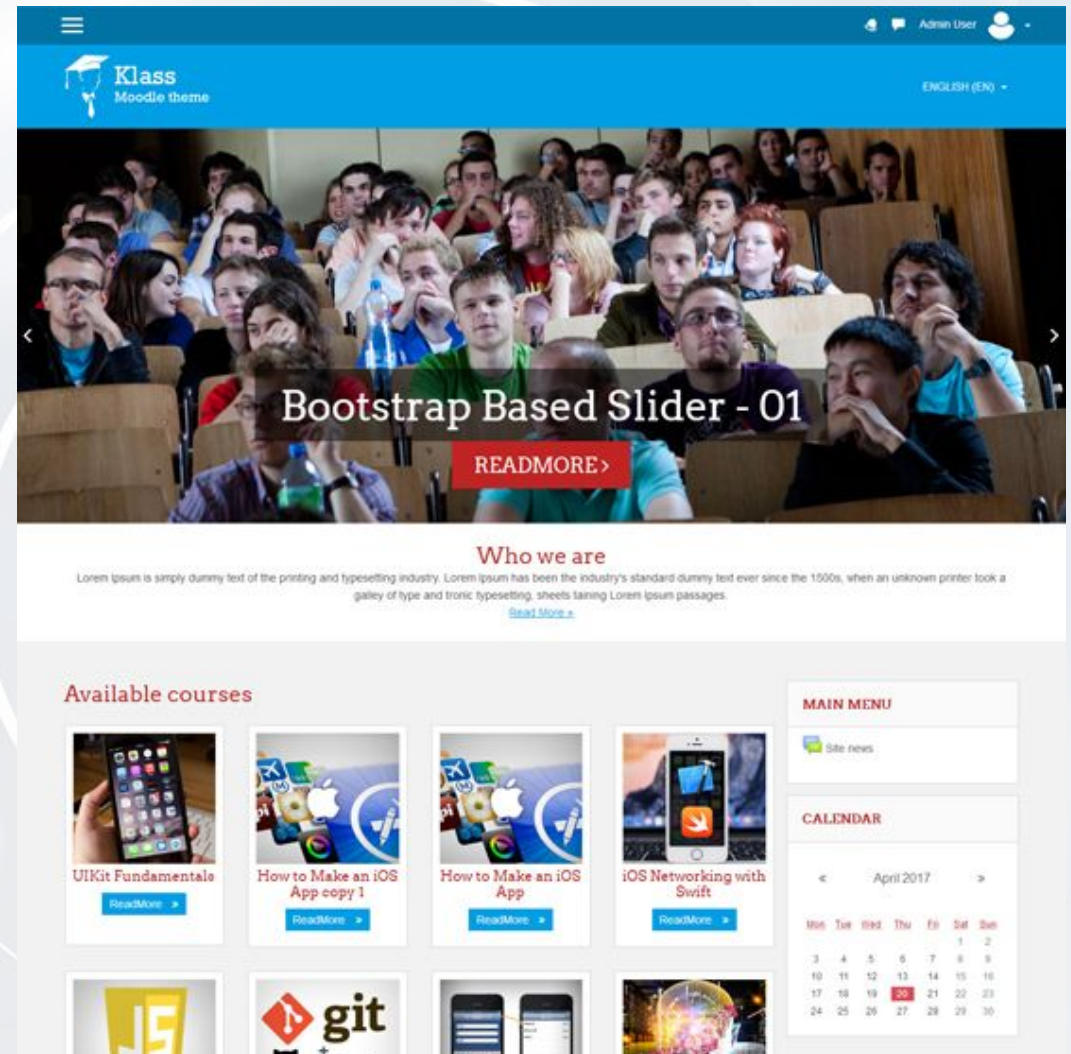 Admin User
Klass
Moodle theme
ENGLISH (EN)
Bootstrap Based Slider - 01
READMORE>
Who we are
Lorem Ipsum is simply dummy text of the printing and typesetting industry. Lorem Ipsum has been the industry's standard dummy text ever since the 1500s, when an unknown printer took a
galley of type and tronic typesetting, sheets taining Lorem Ipsum passages.
Read More »
Available courses
UIKit Fundamentals
ReadMore »
How to Make an iOS
App copy 1
ReadMore »
How to Make an iOS
App
ReadMore »
iOS Networking with
Swift
ReadMore »
JS
git
MAIN MENU
Site news
CALENDAR
« April 2017 »
Mon Tue Wed Thu Fri Sat Sun
1 2
3 4 5 6 7 8 9
10 11 12 13 14 15 16
17 18 19 20 21 22 23
24 25 26 27 28 29 30